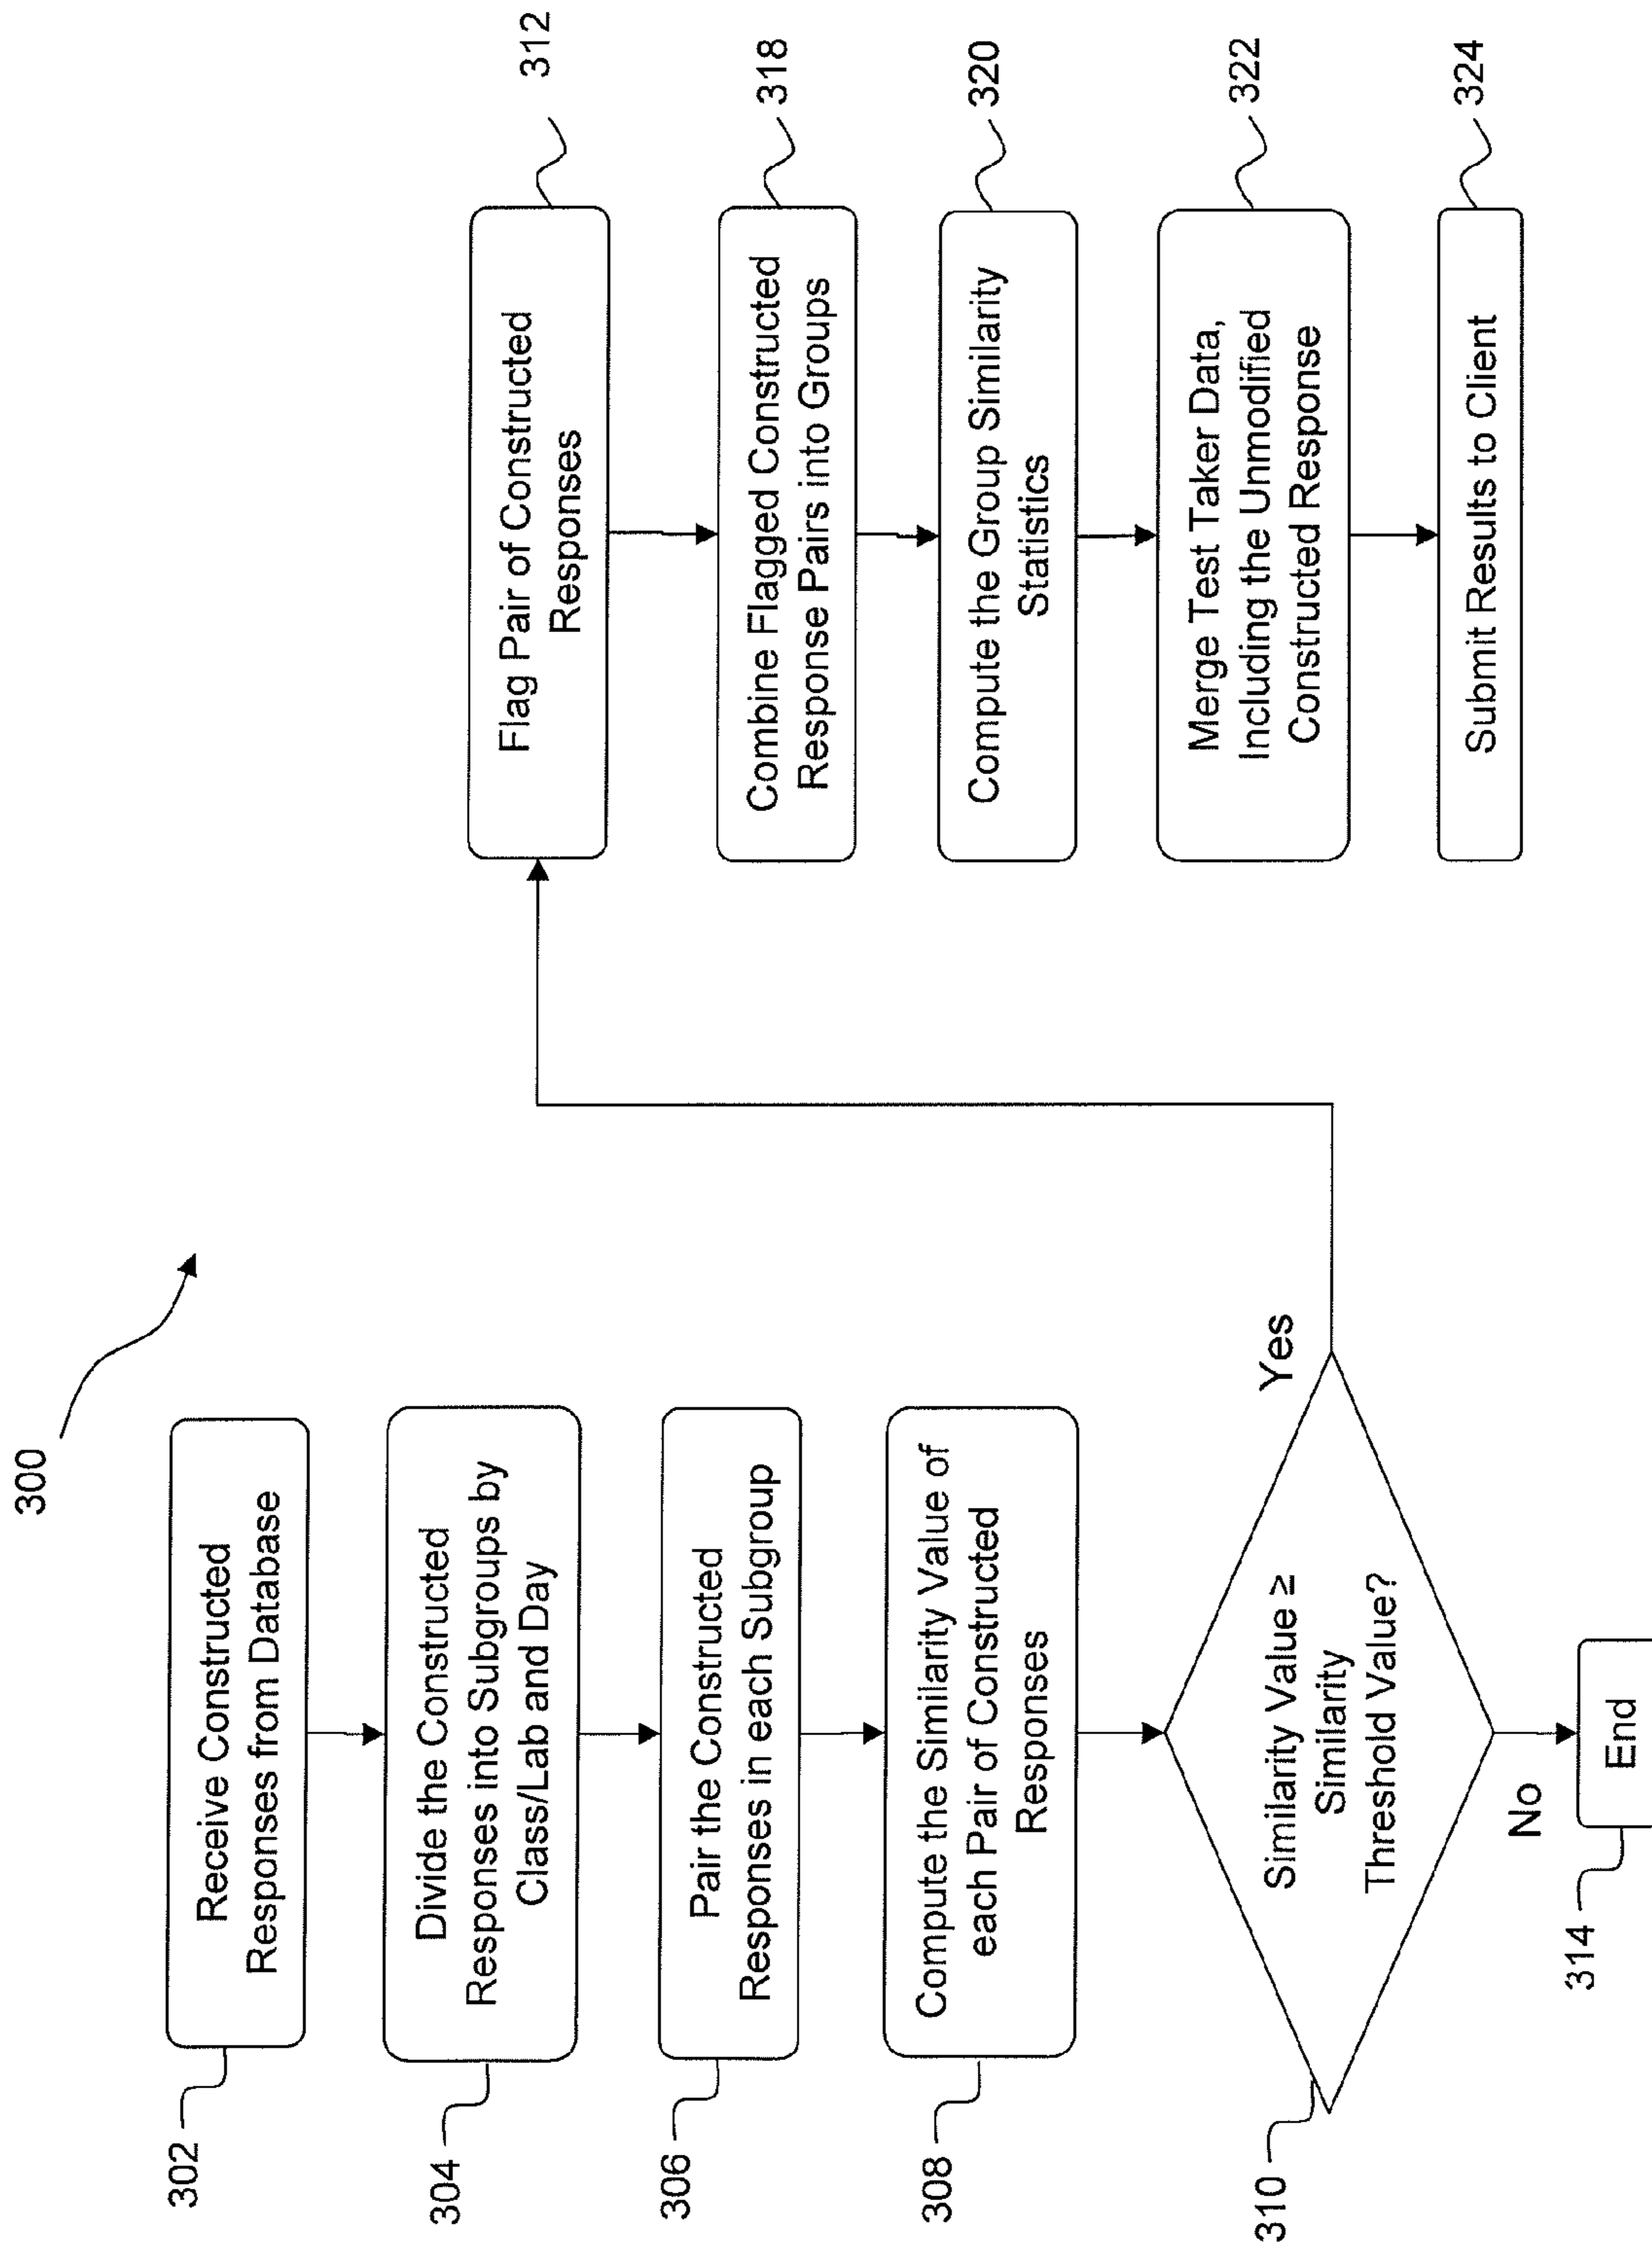 300
302
Receive Constructed
Responses from Database
304
Divide the Constructed
Responses into Subgroups by
Class/Lab and Day
306
Pair the Constructed
Responses in each Subgroup
308
Compute the Similarity Value of
each Pair of Constructed
Responses
310
Similarity Value ≥
Similarity
Threshold Value?
Yes
No
314
End
312
Flag Pair of Constructed
Responses
318
Combine Flagged Constructed
Response Pairs into Groups
320
Compute the Group Similarity
Statistics
322
Merge Test Taker Data,
Including the Unmodified
Constructed Response
324
Submit Results to Client